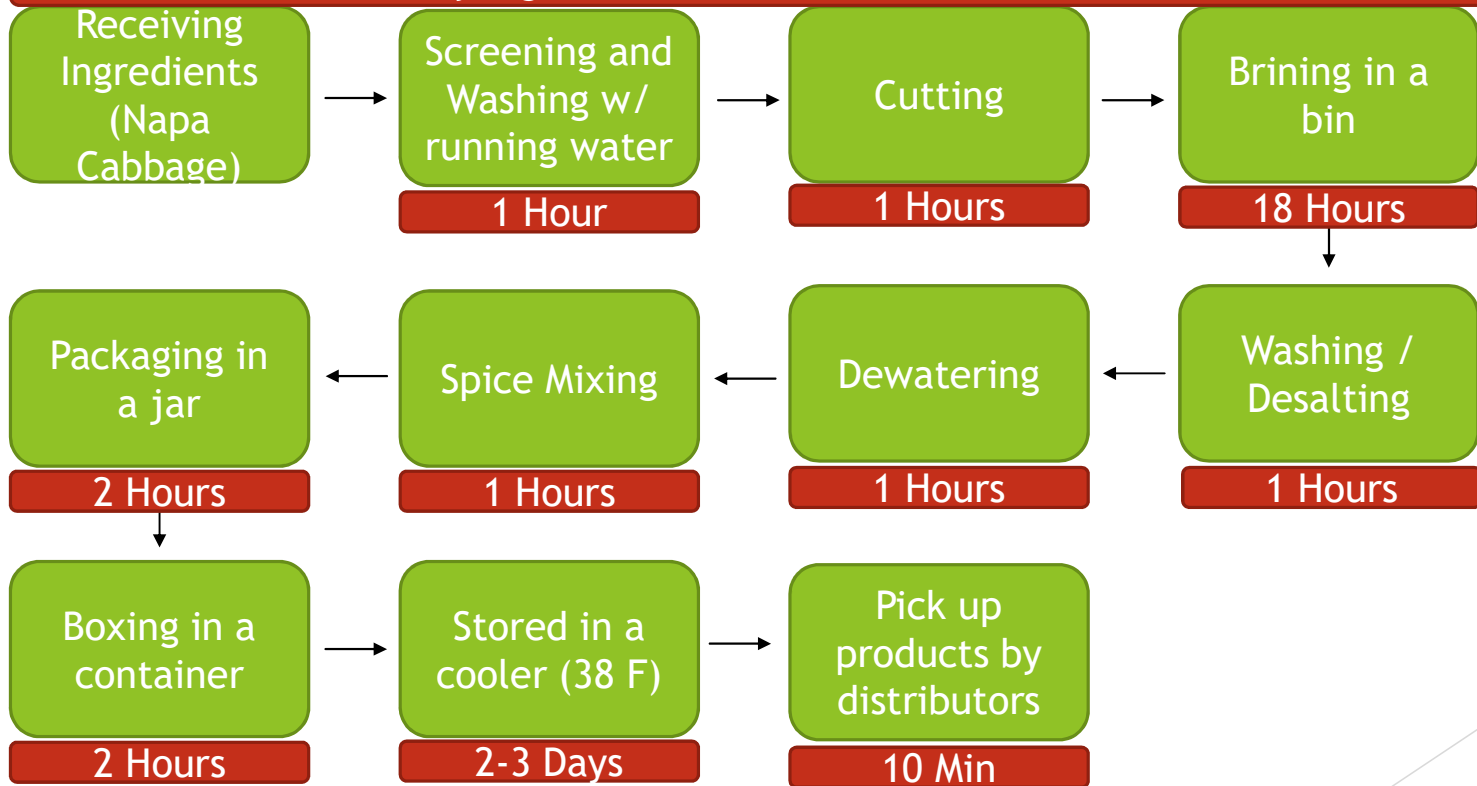 Receiving
Ingredients
(Napa
Cabbage)
Screening and
Washing w/
running water
1 Hour
Cutting
1 Hours
Brining in a
bin
18 Hours
Washing /
Desalting
1 Hours
Dewatering
1 Hours
Spice Mixing
1 Hours
Packaging in
a jar
2 Hours
Boxing in a
container
2 Hours
Stored in a
cooler (38 F)
2-3 Days
Pick up
products by
distributors
10 Min